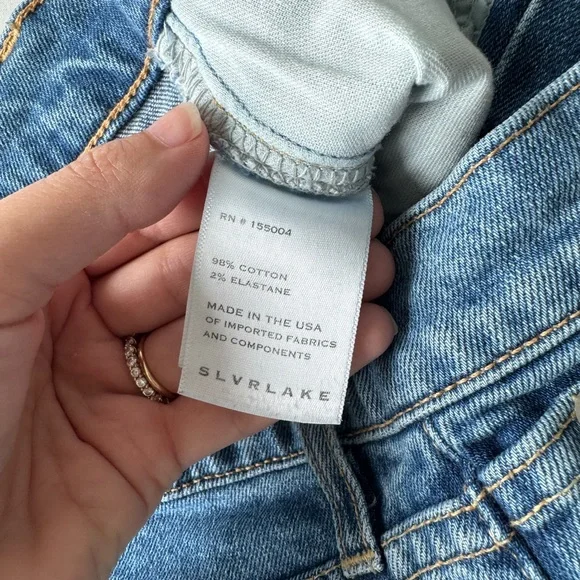 RN # 155004
98% COTTON
2% ELASTANE
MADE IN THE USA
OF IMPORTED FABRICS
AND COMPONENTS
SLVRLAKE